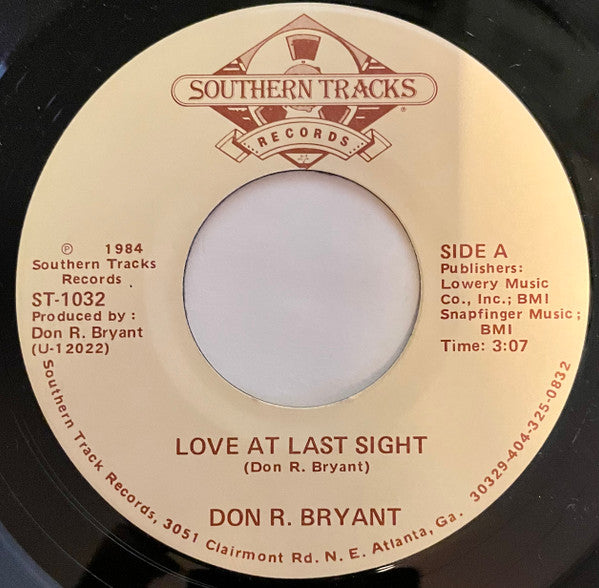 SOUTHERN TRACKS
®
RECORDS
℗ 1984
Southern Tracks
Records .
ST-1032
Produced by :
Don R. Bryant
(U-12022)
SIDE A
Publishers:
Lowery Music
Co., Inc.; BMI
Snapfinger Music;
BMI
Time: 3:07
LOVE AT LAST SIGHT
(Don R. Bryant)
DON R. BRYANT
Southern Track Records, 3051 Clairmont Rd. N. E. Atlanta, Ga. 30329-404-325-0832